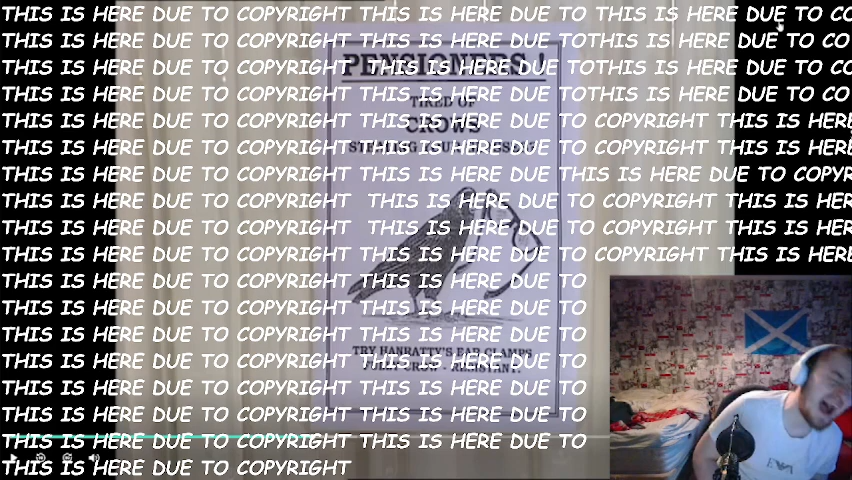 THIS IS HERE DUE TO COPYRIGHT THIS IS HERE DUE TO THIS IS HERE DUE TO CO
THIS IS HERE DUE TO COPYRIGHT THIS IS HERE DUE TOTHIS IS HERE DUE TO CO
THIS IS HERE DUE TO COPYRIGHT THIS IS HERE DUE TOTHIS IS HERE DUE TO CO
THIS IS HERE DUE TO COPYRIGHT THIS IS HERE DUE TOTHIS IS HERE DUE TO CO
THIS IS HERE DUE TO COPYRIGHT THIS IS HERE DUE TO COPYRIGHT THIS IS HERE
THIS IS HERE DUE TO COPYRIGHT THIS IS HERE DUE TO COPYRIGHT THIS IS HERE
THIS IS HERE DUE TO COPYRIGHT THIS IS HERE DUE THIS IS HERE DUE TO COPYR
THIS IS HERE DUE TO COPYRIGHT THIS IS HERE DUE TO COPYRIGHT THIS IS HER
THIS IS HERE DUE TO COPYRIGHT THIS IS HERE DUE TO COPYRIGHT THIS IS HER
THIS IS HERE DUE TO COPYRIGHT THIS IS HERE DUE TO COPYRIGHT THIS IS HERE
THIS IS HERE DUE TO COPYRIGHT THIS IS HERE DUE TO
THIS IS HERE DUE TO COPYRIGHT THIS IS HERE DUE TO
THIS IS HERE DUE TO COPYRIGHT THIS IS HERE DUE TO
THIS IS HERE DUE TO COPYRIGHT THIS IS HERE DUE TO
THIS IS HERE DUE TO COPYRIGHT THIS IS HERE DUE TO
THIS IS HERE DUE TO COPYRIGHT THIS IS HERE DUE TO
THIS IS HERE DUE TO COPYRIGHT THIS IS HERE DUE TO
THIS IS HERE DUE TO COPYRIGHT
TIRED OF
CROWS